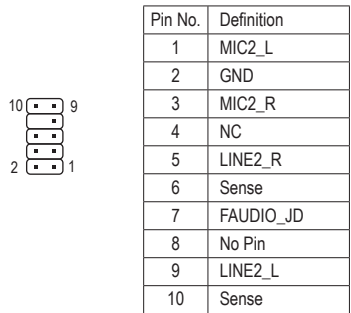 Pin No. Definition
1 MIC2_L
2 GND
3 MIC2_R
4 NC
5 LINE2_R
6 Sense
7 FAUDIO_JD
8 No Pin
9 LINE2_L
10 Sense
10 9
2 1